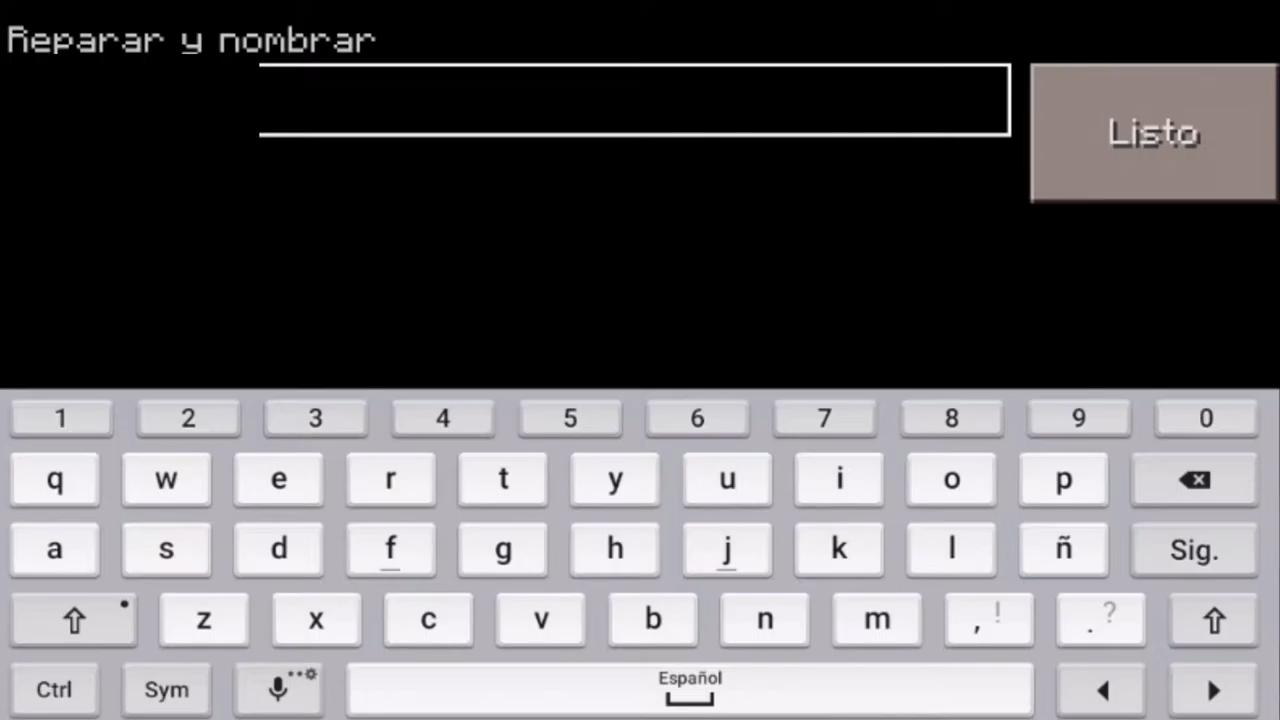 Reparar y nombrar
Listo
1 2 3 4 5 6 7 8 9 0
q w e r t y u i o p
a s d f g h j k l ñ Sig.
z x c v b n m , ! . ?
Ctrl Sym Español